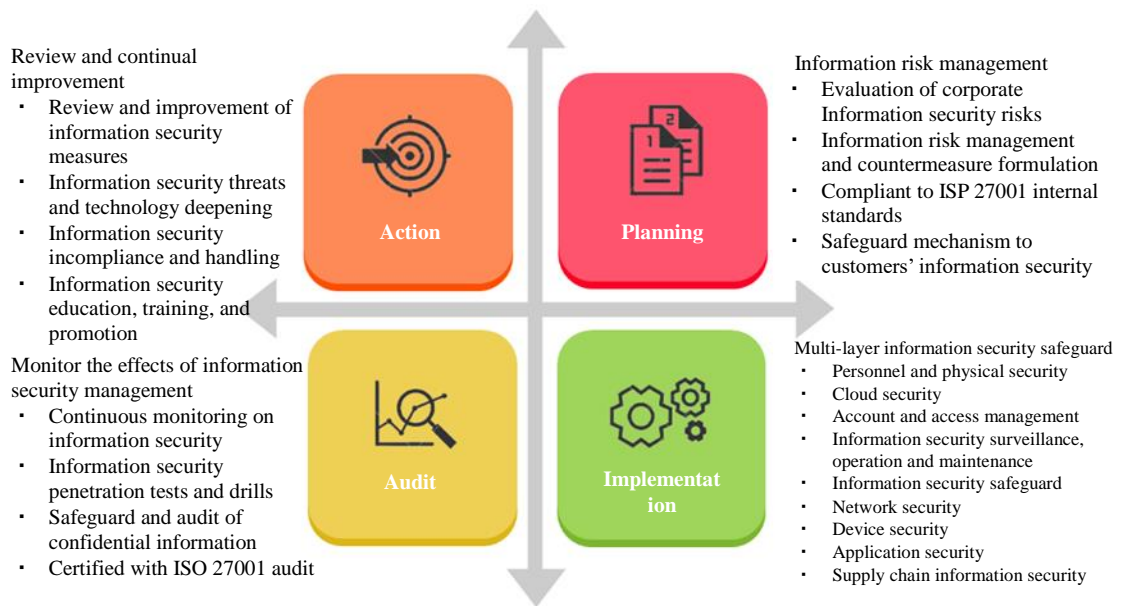 Review and continual
improvement
▪ Review and improvement of
information security
measures
▪ Information security threats
and technology deepening
▪ Information security
incompliance and handling
▪ Information security
education, training, and
promotion
Action
Planning
1
2
Information risk management
▪ Evaluation of corporate
Information security risks
▪ Information risk management
and countermeasure formulation
▪ Compliant to ISP 27001 internal
standards
▪ Safeguard mechanism to
customers’ information security
Monitor the effects of information
security management
▪ Continuous monitoring on
information security
▪ Information security
penetration tests and drills
▪ Safeguard and audit of
confidential information
▪ Certified with ISO 27001 audit
Audit
Implementat
ion
Multi-layer information security safeguard
▪ Personnel and physical security
▪ Cloud security
▪ Account and access management
▪ Information security surveillance,
operation and maintenance
▪ Information security safeguard
▪ Network security
▪ Device security
▪ Application security
▪ Supply chain information security